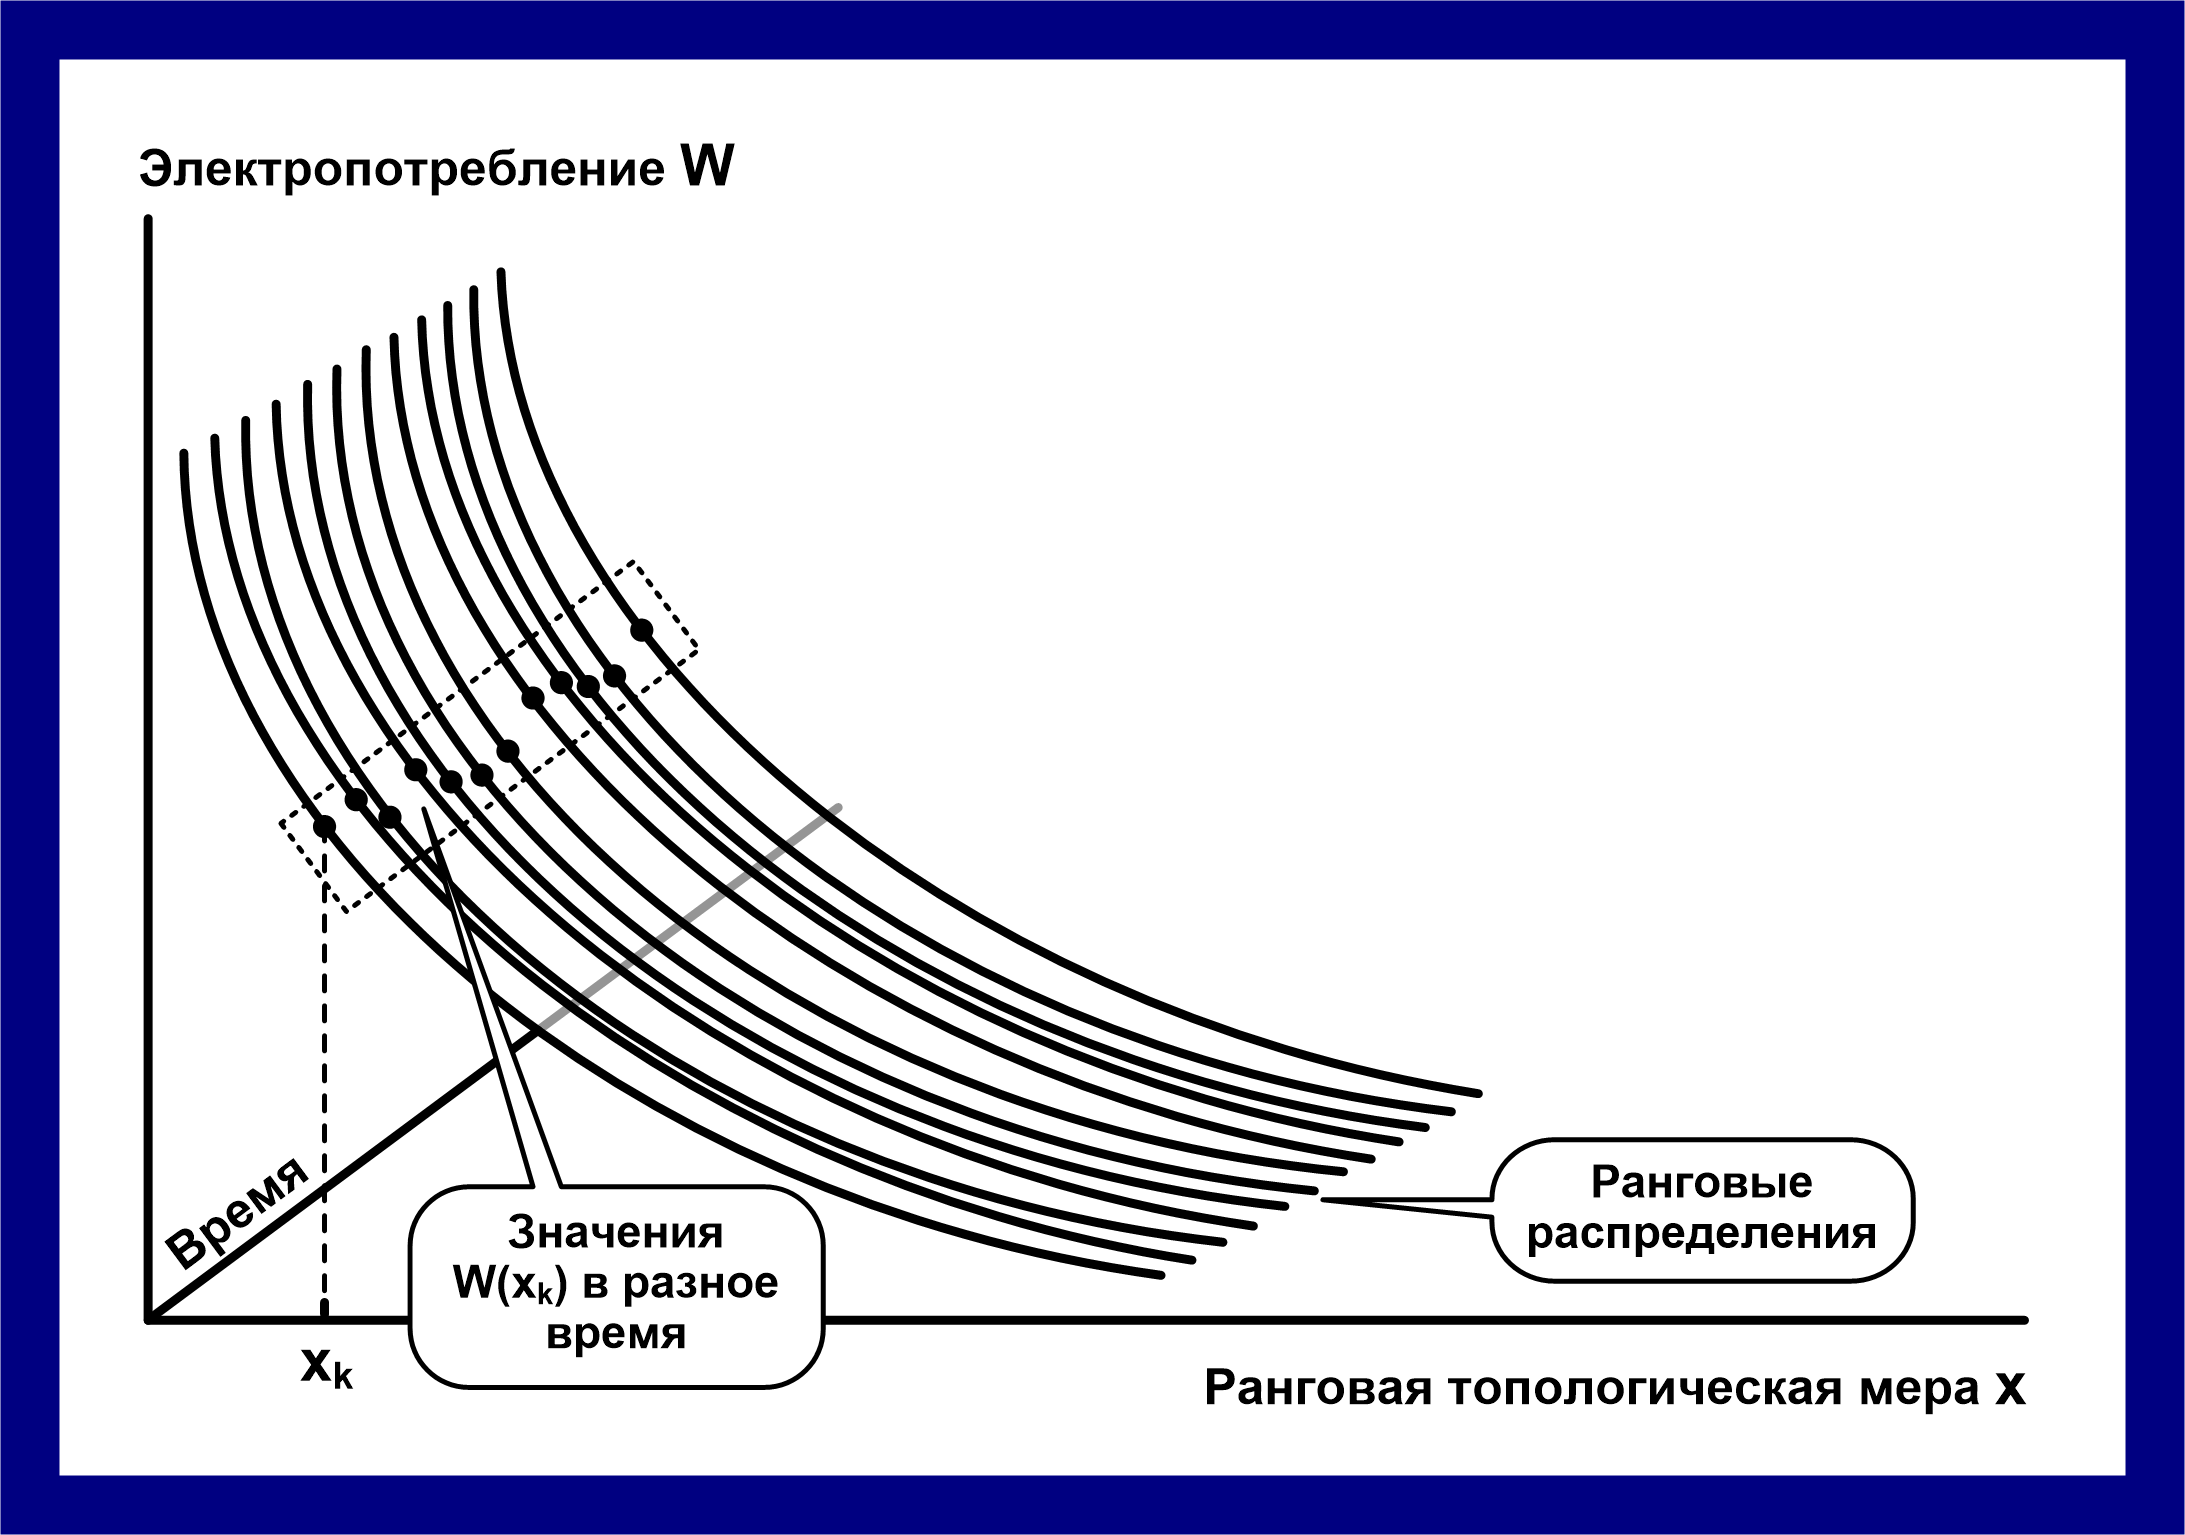 Электропотребление W
Время
Значения
W(xk) в разное
время
Ранговые
распределения
xk
Ранговая топологическая мера x